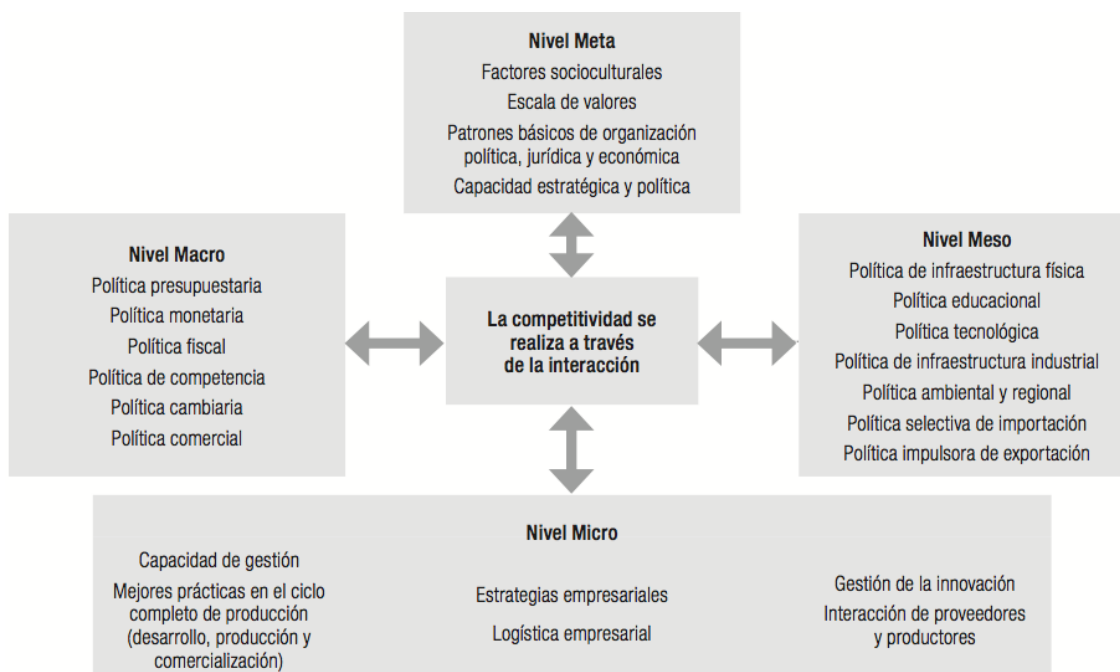 Nivel Meta
Factores socioculturales
Escala de valores
Patrones básicos de organización
política, jurídica y económica
Capacidad estratégica y política
Nivel Macro
Política presupuestaria
Política monetaria
Política fiscal
Política de competencia
Política cambiaria
Política comercial
La competitividad se
realiza a través
de la interacción
Nivel Meso
Política de infraestructura física
Política educacional
Política tecnológica
Política de infraestructura industrial
Política ambiental y regional
Política selectiva de importación
Política impulsora de exportación
Nivel Micro
Capacidad de gestión
Mejores prácticas en el ciclo
completo de producción
(desarrollo, producción y
comercialización)
Estrategias empresariales
Logística empresarial
Gestión de la innovación
Interacción de proveedores
y productores